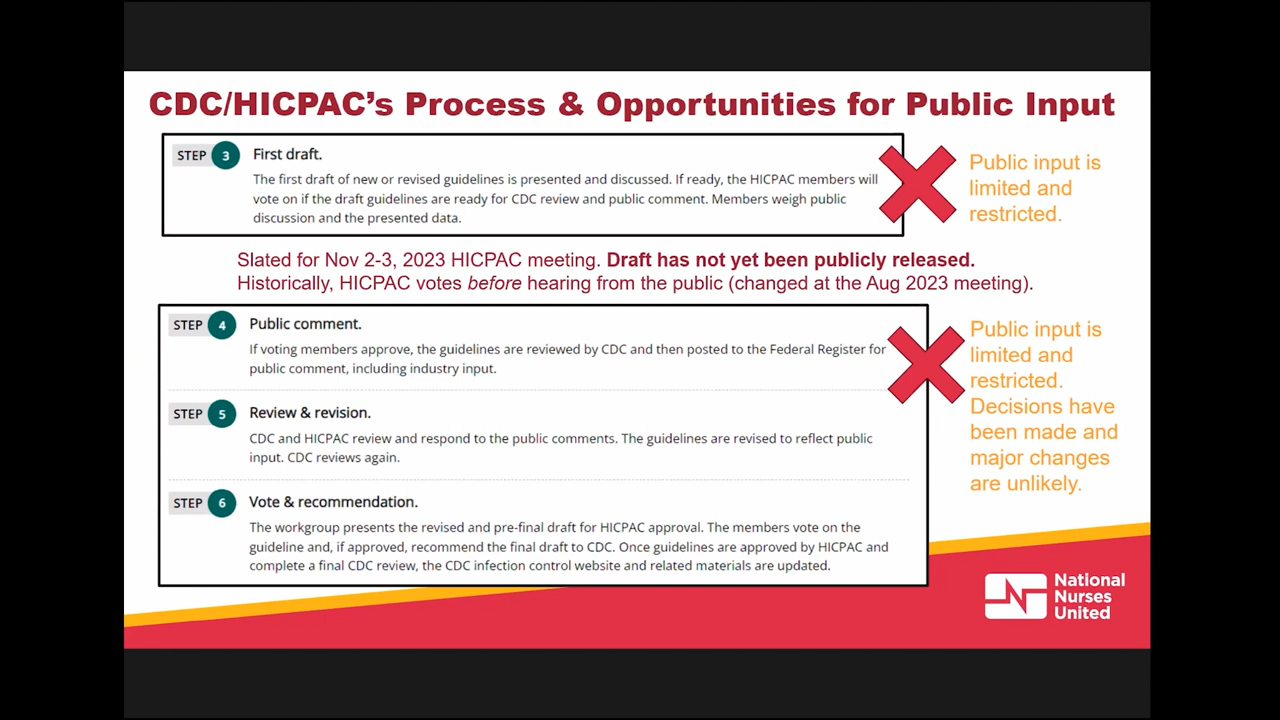 CDC/HICPAC’s Process & Opportunities for Public Input
STEP 3 First draft.
The first draft of new or revised guidelines is presented and discussed. If ready, the HICPAC members will
vote on if the draft guidelines are ready for CDC review and public comment. Members weigh public
discussion and the presented data.
Public input is
limited and
restricted.
Slated for Nov 2-3, 2023 HICPAC meeting. Draft has not yet been publicly released.
Historically, HICPAC votes before hearing from the public (changed at the Aug 2023 meeting).
STEP 4 Public comment.
If voting members approve, the guidelines are reviewed by CDC and then posted to the Federal Register for
public comment, including industry input.
STEP 5 Review & revision.
CDC and HICPAC review and respond to the public comments. The guidelines are revised to reflect public
input. CDC reviews again.
STEP 6 Vote & recommendation.
The workgroup presents the revised and pre-final draft for HICPAC approval. The members vote on the
guideline and, if approved, recommend the final draft to CDC. Once guidelines are approved by HICPAC and
complete a final CDC review, the CDC infection control website and related materials are updated.
Public input is
limited and
restricted.
Decisions have
been made and
major changes
are unlikely.
National
Nurses
United